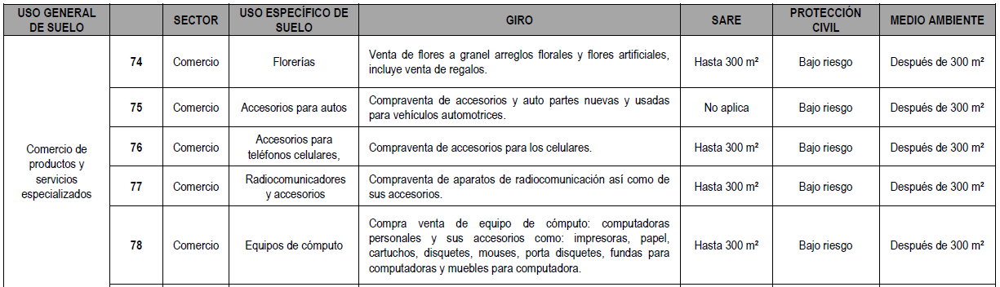 USO GENERAL DE SUELO SECTOR USO ESPECÍFICO DE SUELO GIRO SARE PROTECCIÓN CIVIL MEDIO AMBIENTE
Comercio de
productos y
servicios
especializados
74 Comercio Florerías Venta de flores a granel arreglos florales y flores artificiales,
incluye venta de regalos. Hasta 300 m² Bajo riesgo Después de 300 m²
75 Comercio Accesorios para autos Compraventa de accesorios y auto partes nuevas y usadas
para vehículos automotrices. No aplica Bajo riesgo Después de 300 m²
76 Comercio Accesorios para
teléfonos celulares, Compraventa de accesorios para los celulares. Hasta 300 m² Bajo riesgo Después de 300 m²
77 Comercio Radiocomunicadores
y accesorios Compraventa de aparatos de radiocomunicación así como de
sus accesorios. Hasta 300 m² Bajo riesgo Después de 300 m²
78 Comercio Equipos de cómputo Compra venta de equipo de cómputo: computadoras
personales y sus accesorios como: impresoras, papel,
cartuchos, disquetes, mouses, porta disquetes, fundas para
computadoras y muebles para computadora. Hasta 300 m² Bajo riesgo Después de 300 m²